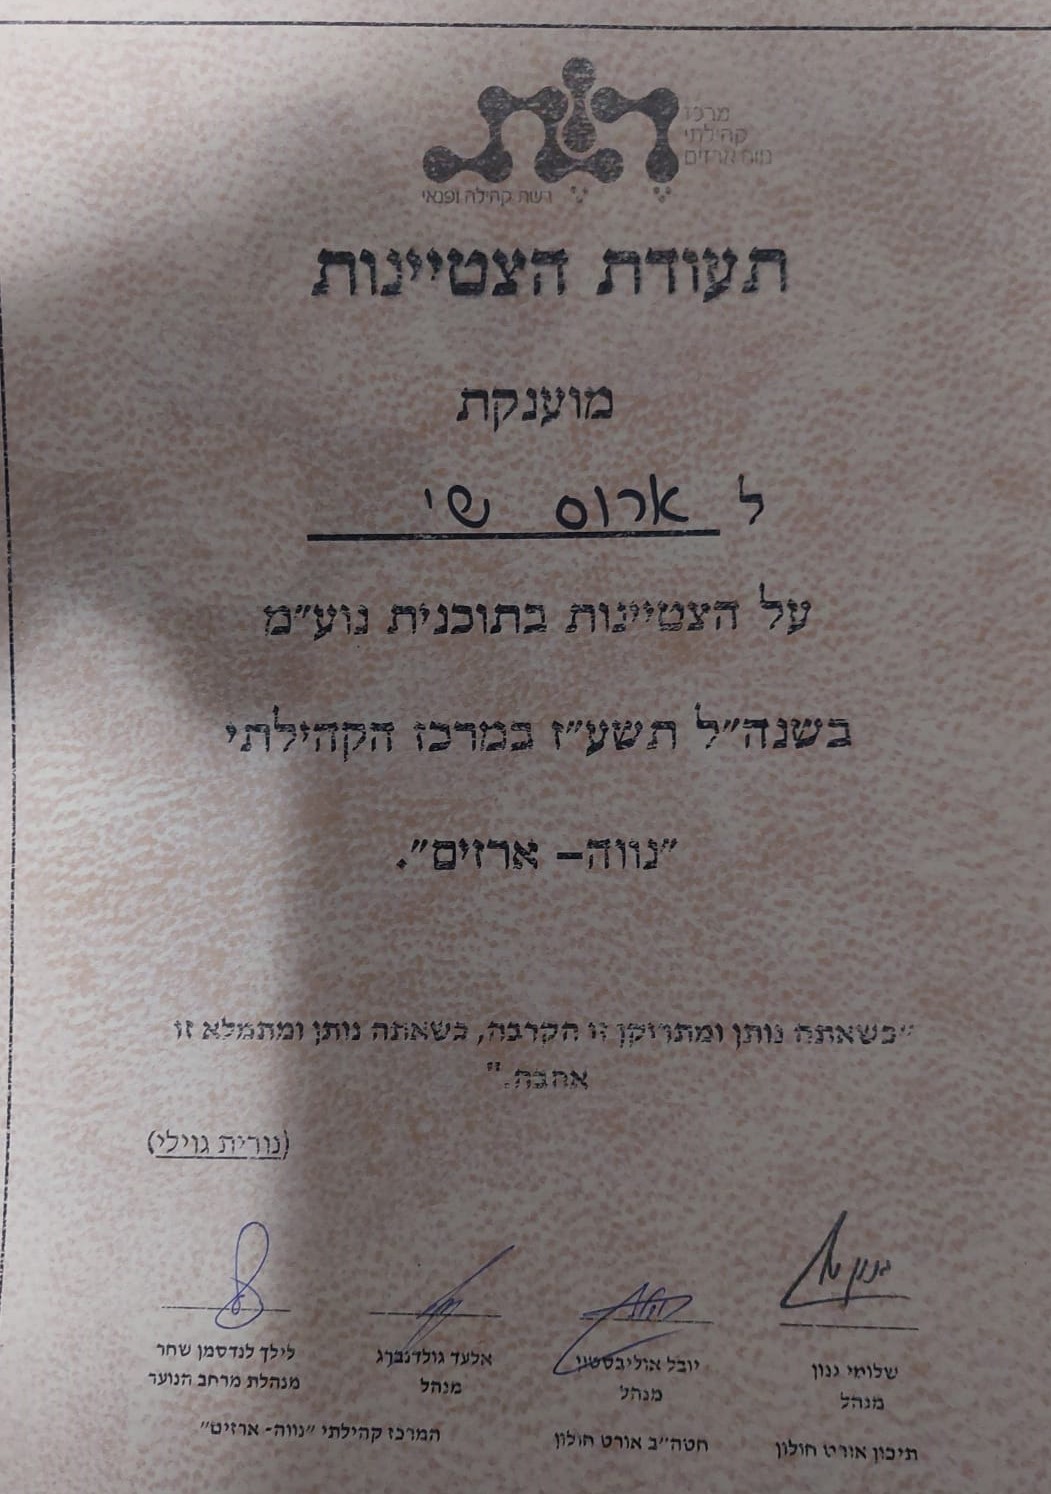 מרכז
קהילתי
נווה ארזים
רשת קהילה ופנאי
תעודת הצטיינות
מוענקת
ל ארוס שי
על הצטיינות בתוכנית נוע"מ
בשנה"ל תשע"ז במרכז הקהילתי
"נווה- ארזים".
"כשאתה נותן ומתרוקן זו הקרבה, כשאתה נותן ומתמלא זו
אהבה."
(נורית גוילי)
גנון
שלומי גנון יובל אוליבסטון אלעד גולדנברג לילך לנדסמן שחר
מנהל מנהל מנהל מנהלת מרחב הנוער
תיכון אורט חולון חטה"ב אורט חולון המרכז קהילתי "נווה- ארזים"